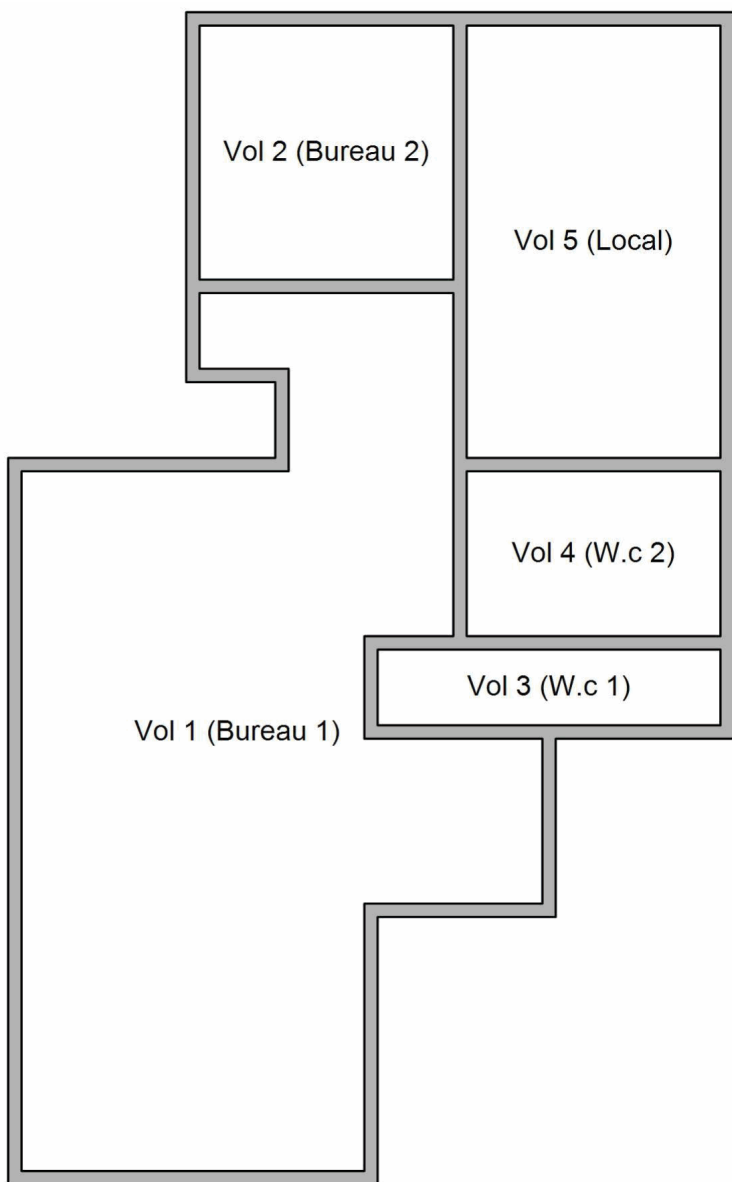 Vol 2 (Bureau 2)
Vol 5 (Local)
Vol 4 (W.c 2)
Vol 3 (W.c 1)
Vol 1 (Bureau 1)